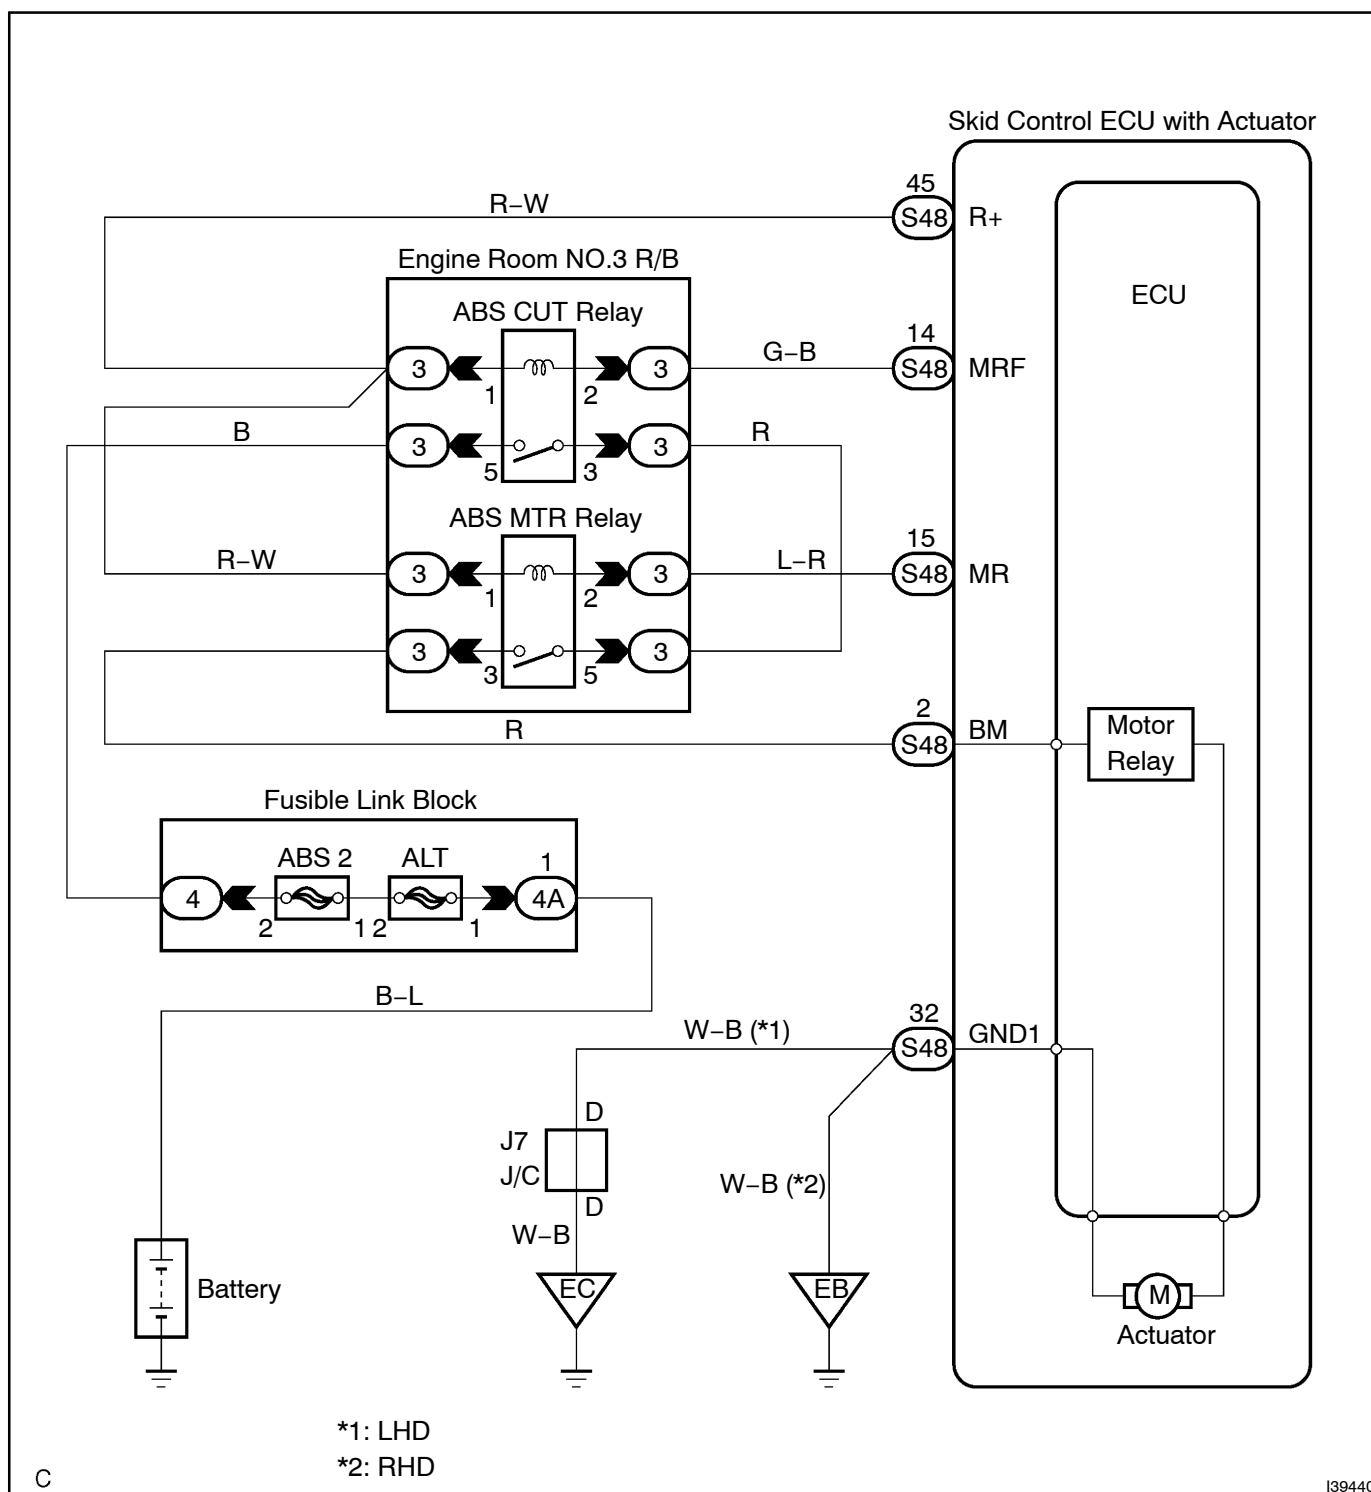 Skid Control ECU with Actuator
45
R−W
S48
R+
Engine Room NO.3 R/B
ECU
ABS CUT Relay
14
G−B
3
3
S48
MRF
1
2
B
R
3
3
5
3
ABS MTR Relay
15
R−W
L−R
3
3
S48
MR
1
2
3
3
3
5
2
R
S48
BM
Motor
Relay
Fusible Link Block
ABS 2
ALT
1
4
4A
2
1
2
1
B−L
32
W−B (*1)
S48
GND1
D
J7
J/C
W−B (*2)
D
W−B
Battery
EC
EB
M
Actuator
*1: LHD
*2: RHD
C
I39440